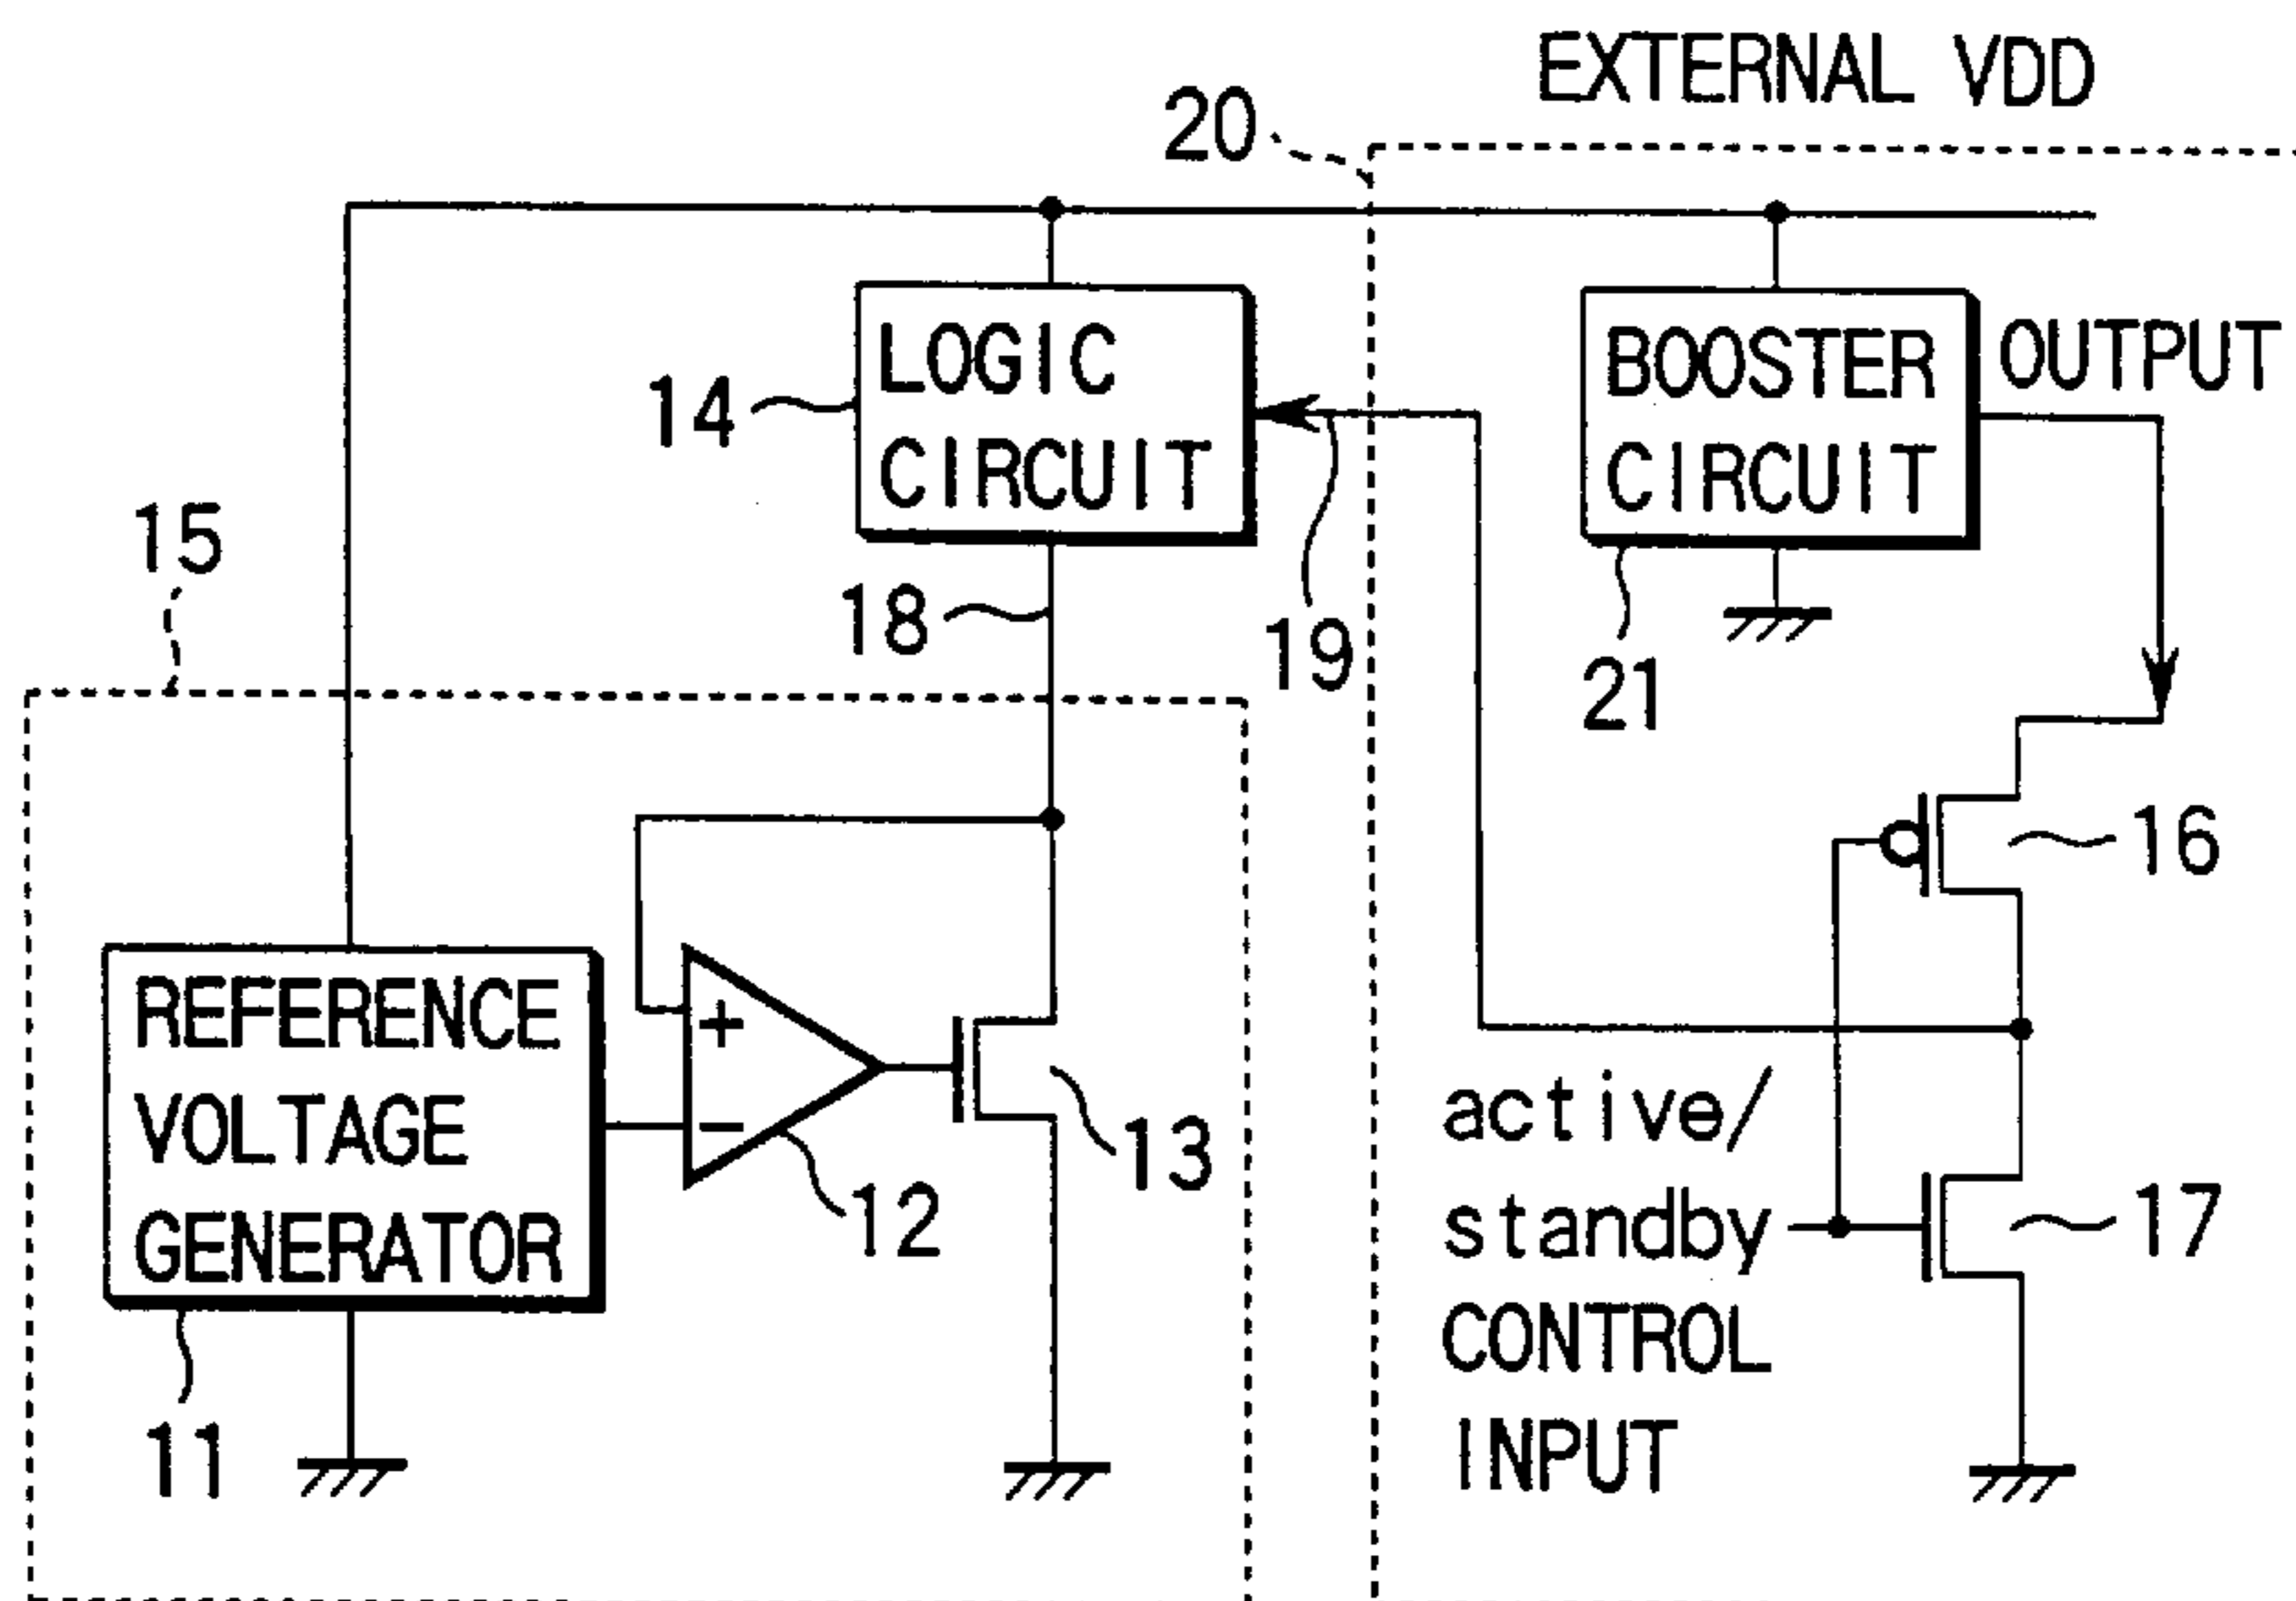 EXTERNAL VDD
20
LOGIC
CIRCUIT
14
BOOSTER
CIRCUIT
OUTPUT
15
18
19
21
16
REFERENCE
VOLTAGE
GENERATOR
+
−
12
13
active/
standby
CONTROL
INPUT
17
11